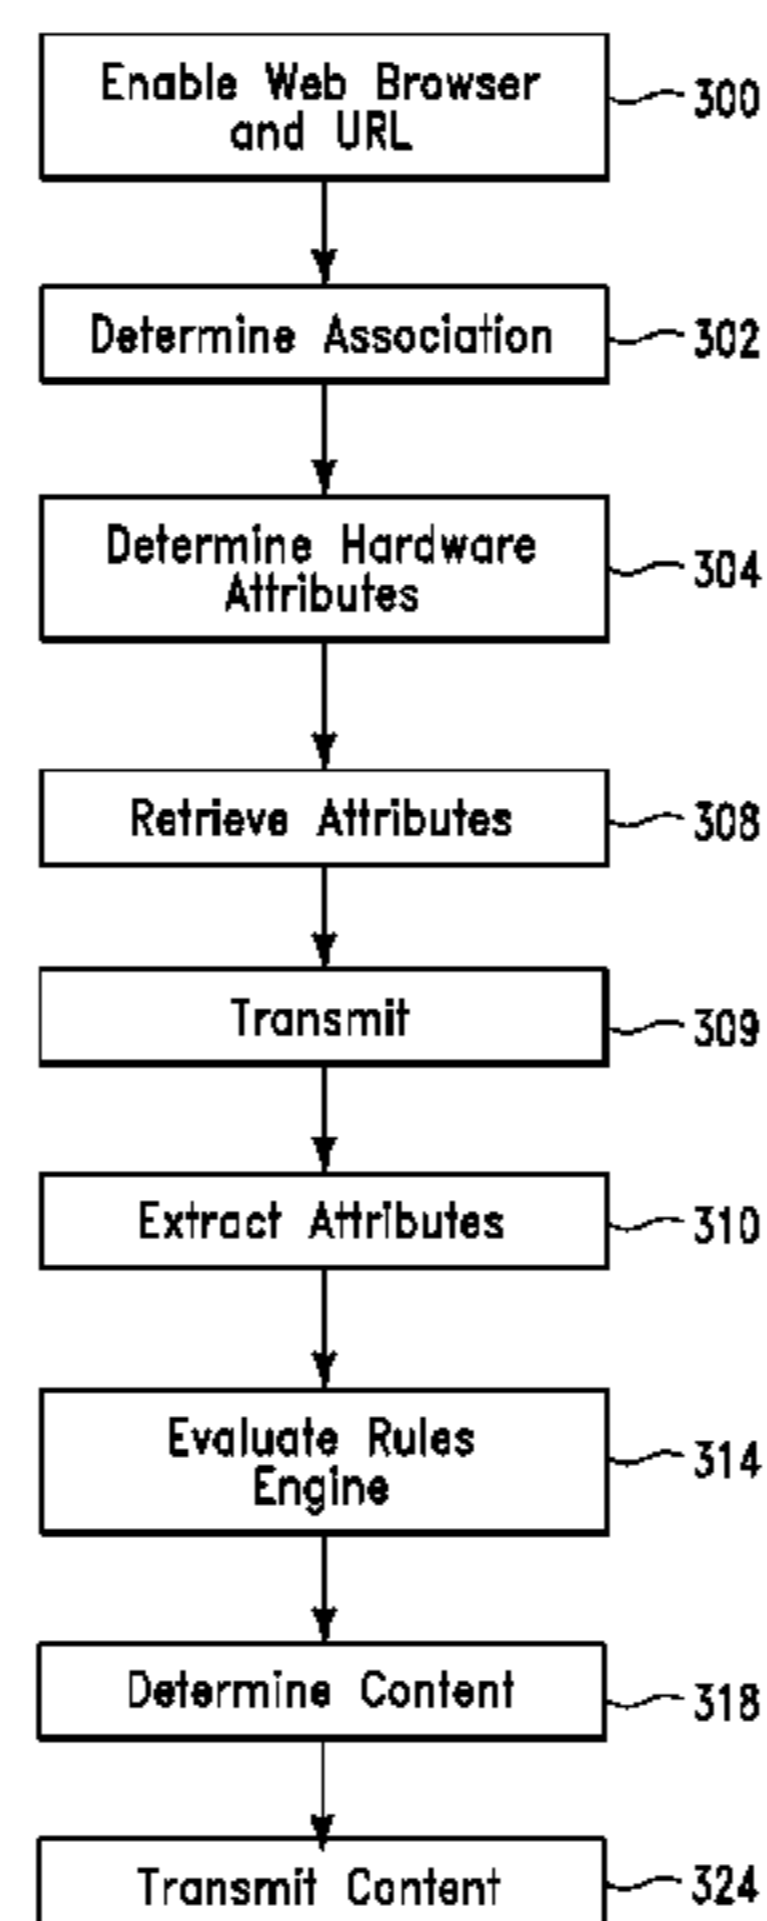 Enable Web Browser
and URL
300
Determine Association
302
Determine Hardware
Attributes
304
Retrieve Attributes
308
Transmit
309
Extract Attributes
310
Evaluate Rules
Engine
314
Determine Content
318
Transmit Content
324